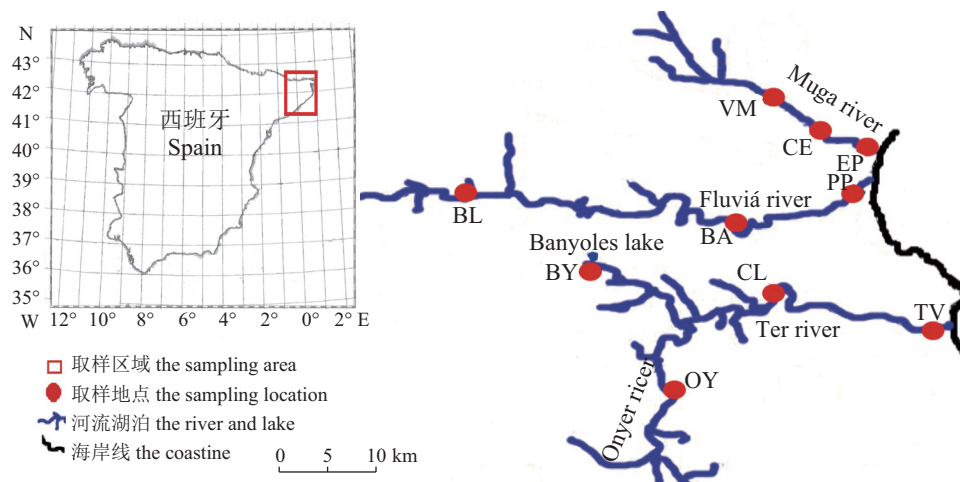 N
43°
42°
41°
40°
39°
38°
37°
36°
35°
W 12° 10° 8° 6° 4° 2° 0° 2° E
西班牙
Spain
取样区域 the sampling area
取样地点 the sampling location
河流湖泊 the river and lake
海岸线 the coastine
0 5 10 km
VM
Muga river
CE
EP
PP
BL
Fluviá river
BA
Banyoles lake
BY
CL
Ter river
TV
OY
Onyer ricer